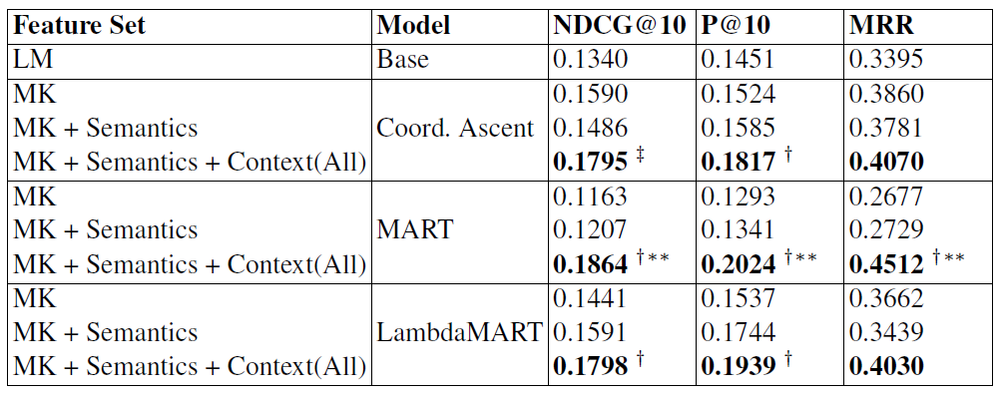 Feature Set Model NDCG@10 P@10 MRR
LM Base 0.1340 0.1451 0.3395
MK 0.1590 0.1524 0.3860
MK + Semantics Coord. Ascent 0.1486 0.1585 0.3781
MK + Semantics + Context(All) 0.1795 ‡ 0.1817 † 0.4070
MK 0.1163 0.1293 0.2677
MK + Semantics MART 0.1207 0.1341 0.2729
MK + Semantics + Context(All) 0.1864 †** 0.2024 †** 0.4512 †**
MK 0.1441 0.1537 0.3662
MK + Semantics LambdaMART 0.1591 0.1744 0.3439
MK + Semantics + Context(All) 0.1798 † 0.1939 † 0.4030